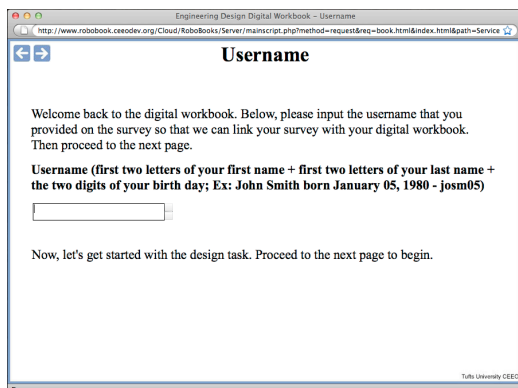 Engineering Design Digital Workbook – Username
http://www.robobook.ceeodev.org/Cloud/RoboBooks/Server/mainscript.php?method=request&req=book.html&index.html&path=Service
Username
Welcome back to the digital workbook. Below, please input the username that you
provided on the survey so that we can link your survey with your digital workbook.
Then proceed to the next page.
Username (first two letters of your first name + first two letters of your last name +
the two digits of your birth day; Ex: John Smith born January 05, 1980 - josm05)
Now, let's get started with the design task. Proceed to the next page to begin.
Tufts University CEEO